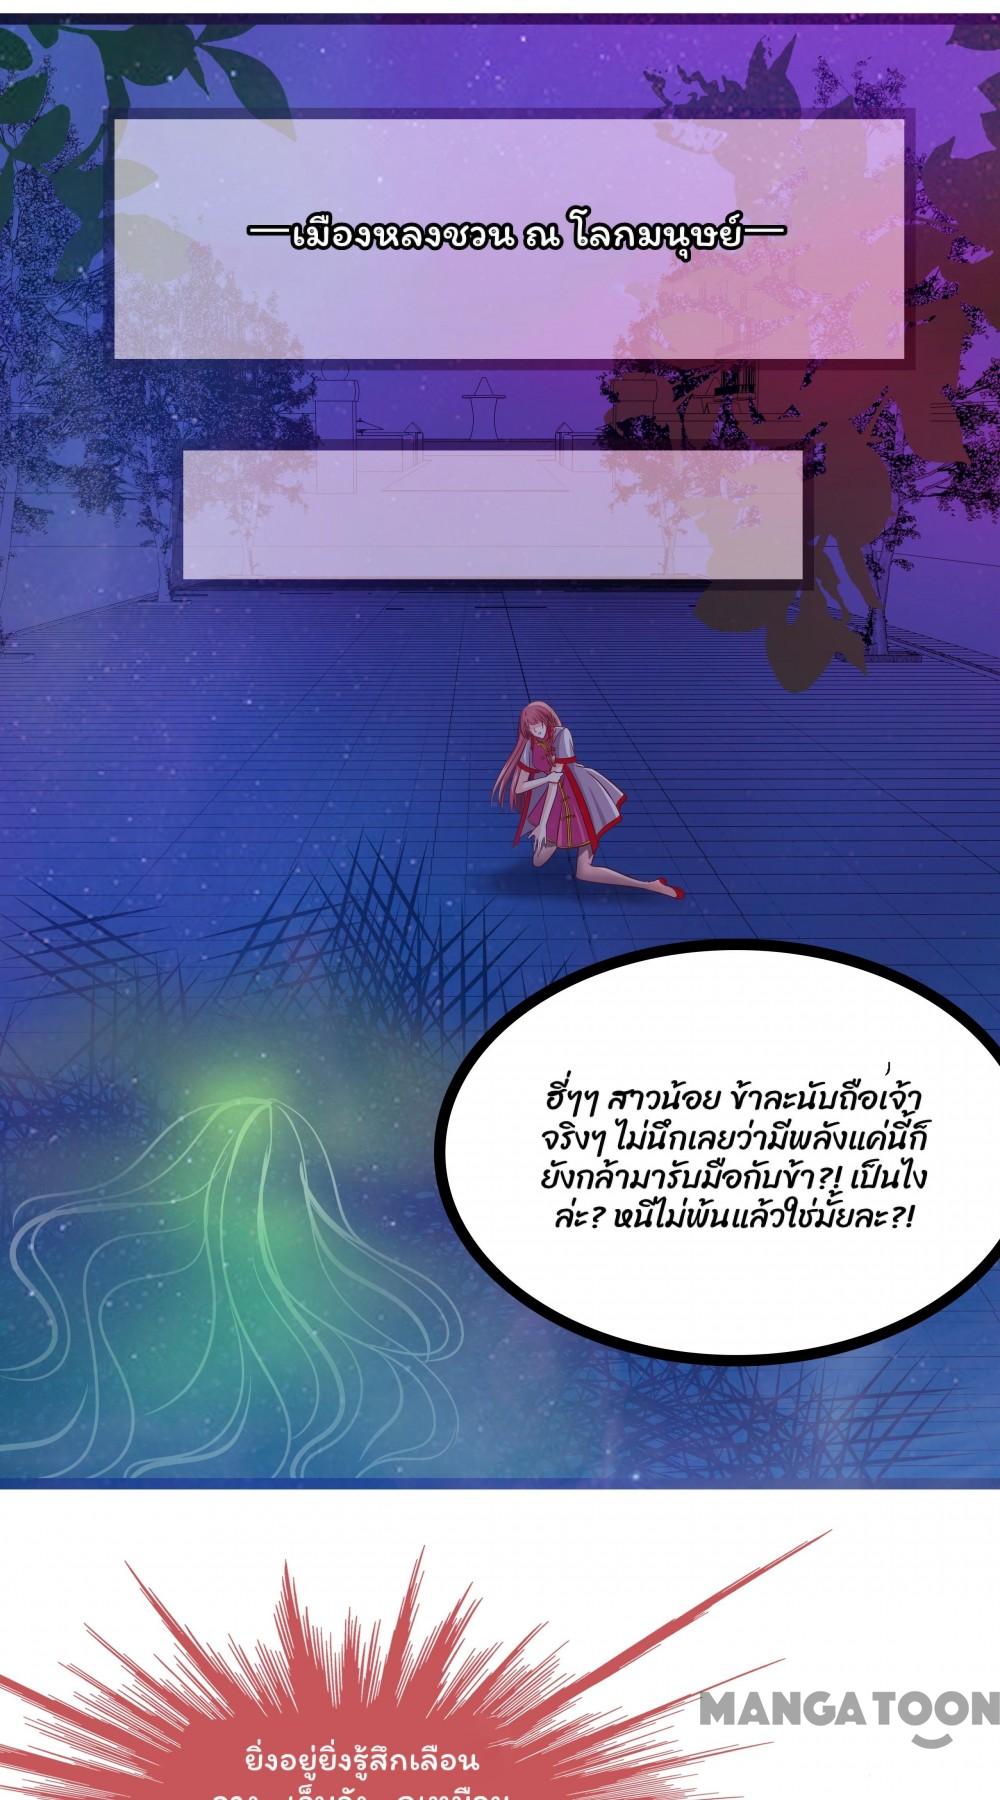 —เมืองหลงชวน ณ โลกมนุษย์—
ฮี่ๆๆ สาวน้อย ข้าละนับถือเจ้า
จริงๆ ไม่นึกเลยว่ามีพลังแค่นี้ก็
ยังกล้ามารับมือกับข้า?! เป็นไง
ล่ะ? หนีไม่พ้นแล้วใช่มั้ยละ?!
MANGATOON
ยิ่งอยู่ยิ่งรู้สึกเลือน